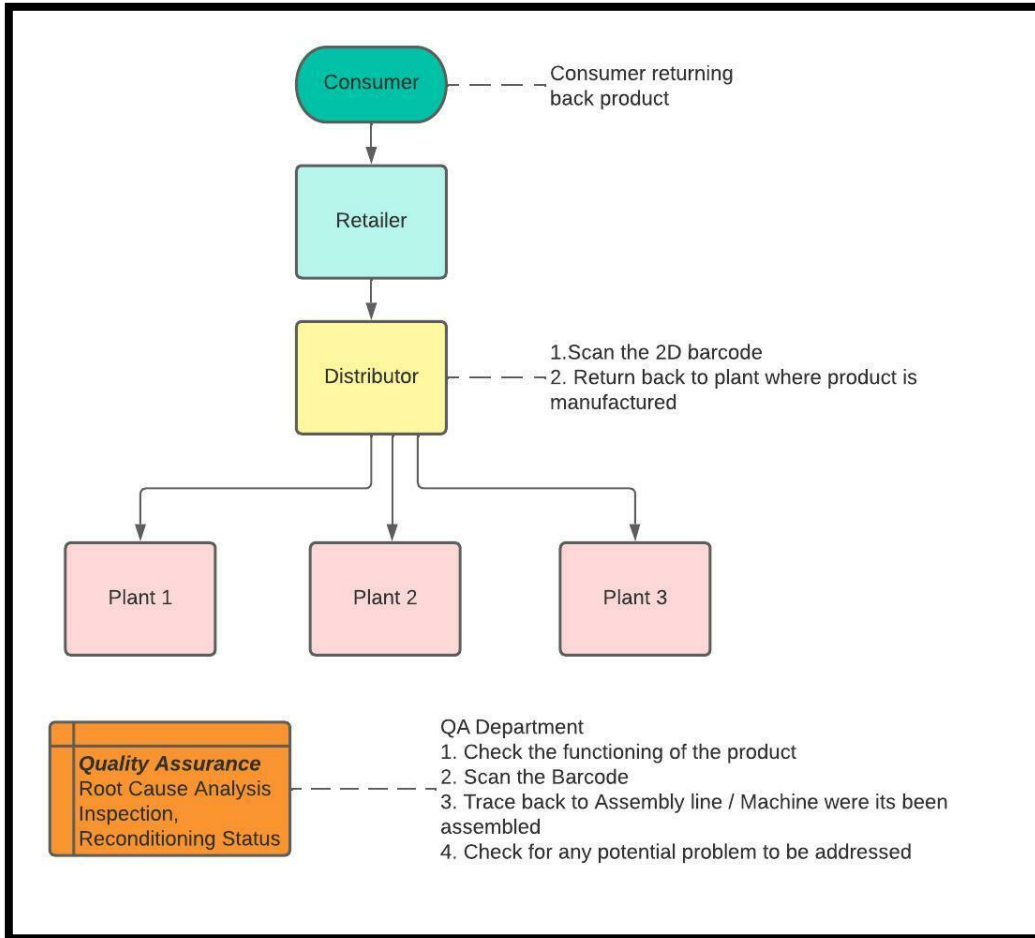 Consumer
Consumer returning
back product
Retailer
Distributor
1.Scan the 2D barcode
2. Return back to plant where product is
manufactured
Plant 1
Plant 2
Plant 3
Quality Assurance
Root Cause Analysis
Inspection,
Reconditioning Status
QA Department
1. Check the functioning of the product
2. Scan the Barcode
3. Trace back to Assembly line / Machine were its been
assembled
4. Check for any potential problem to be addressed